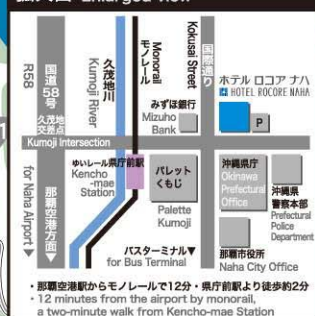 Enlarged view
R58
国道58号
久茂地交差点
久茂地川
Kumoji River
Monorail
モノレール
Kokusai Street
国際通り
ホテル ロコア ナハ
HOTEL ROCORE NAHA
みずほ銀行
Mizuho
Bank
P
Kumoji Intersection
for Naha Airport▼
那覇空港方面▼
ゆいレール県庁前駅
Kencho
-mae
Station
パレット
くもじ
Palette
Kumoji
沖縄県庁
Okinawa
Prefectural
Office
沖縄県
警察本部
Prefectural
Police
Department
バスターミナル▼
for Bus Terminal
那覇市役所
Naha City Office
・那覇空港駅からモノレールで12分・県庁前駅より徒歩約2分
・12 minutes from the airport by monorail,
a two-minute walk from Kencho-mae Station